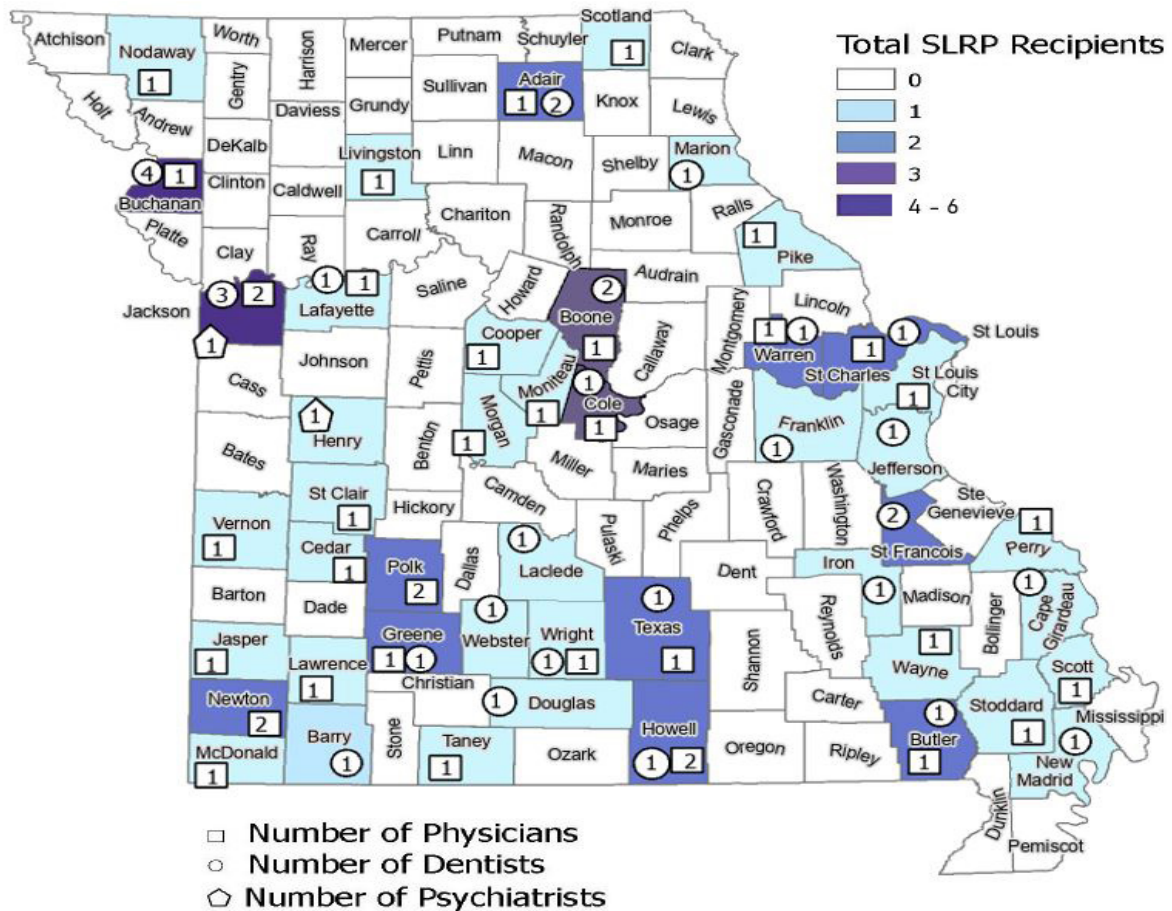 Scotland
Atchison
Nodaway
1
Worth
Harrison
Mercer
Putnam
Schuyler
1
Clark
Total SLRP Recipients
0
1
2
3
4 - 6
Gentry
Sullivan
Adair
1 2
Knox
Lewis
Holt
Andrew
DeKalb
Daviess
Grundy
Livingston
1
Linn
Macon
Shelby
Marion
1
4 1
Buchanan
Clinton
Caldwell
Chariton
Randolph
Monroe
Ralls
1
Pike
Platte
Clay
Ray
Carroll
Saline
Howard
Audrain
Jackson
3 2
1
1 1
Lafayette
2
Boone
1
Callaway
Montgomery
Lincoln
1 1
Warren
1
1
St Charles
St Louis
St Louis
City
1
Cass
Johnson
Pettis
Cooper
1
Moniteau
1
1
Cole
1
Osage
Gasconade
Franklin
1
1
Jefferson
1
Henry
Benton
Morgan
1
Miller
Maries
Bates
St Clair
1
Hickory
Camden
Pulaski
Phelps
Crawford
Washington
2
St Francois
Ste
Genevieve
1
Perry
Vernon
1
Cedar
1
Polk
2
Dallas
1
Laclede
Dent
Iron
1
Madison
Bollinger
1
Cape
Girardeau
Barton
Dade
Greene
1 1
1
Webster
Wright
1 1
1
Texas
1
Shannon
Reynolds
1
Wayne
Scott
1
Jasper
1
Lawrence
1
Christian
1
Douglas
Howell
1 2
Carter
1
Butler
1
Stoddard
1
Mississippi
1
New
Madrid
Newton
2
McDonald
1
Barry
1
Stone
Taney
1
Ozark
Oregon
Ripley
Dunklin
Pemiscot
Number of Physicians
Number of Dentists
Number of Psychiatrists